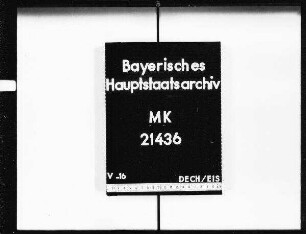 Bayerisches
Hauptstaatsarchiv
MK
21436
V -16 DECH/EIS